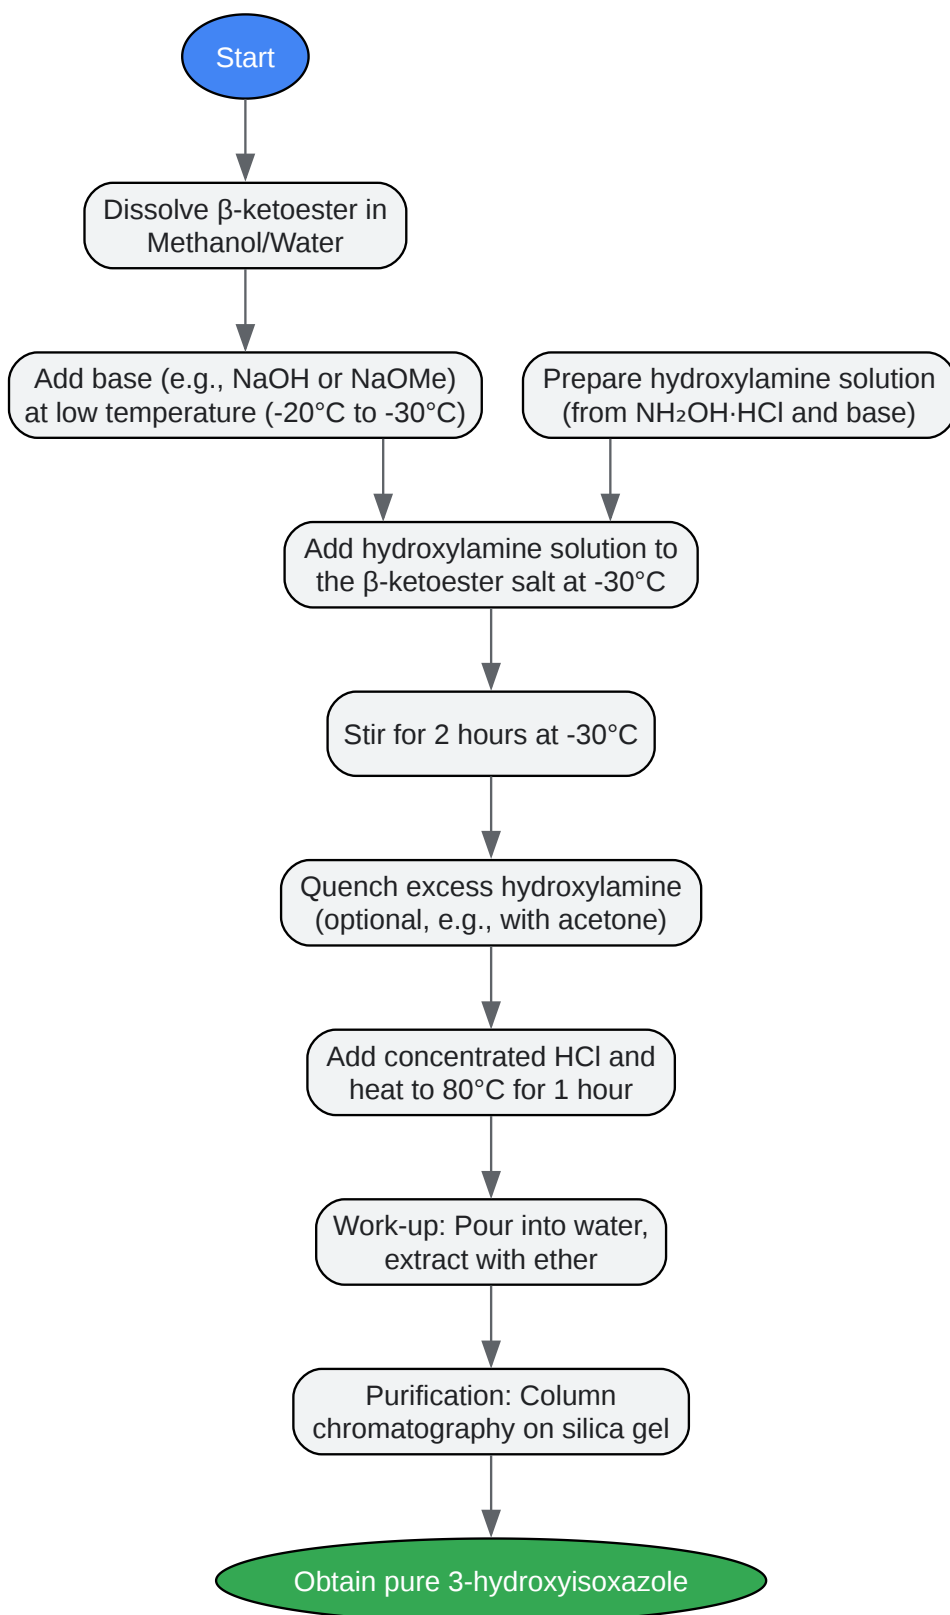 Start
Dissolve β-ketoester in
Methanol/Water
Add base (e.g., NaOH or NaOMe)
at low temperature (-20°C to -30°C)
Prepare hydroxylamine solution
(from NH₂OH·HCl and base)
Add hydroxylamine solution to
the β-ketoester salt at -30°C
Stir for 2 hours at -30°C
Quench excess hydroxylamine
(optional, e.g., with acetone)
Add concentrated HCl and
heat to 80°C for 1 hour
Work-up: Pour into water,
extract with ether
Purification: Column
chromatography on silica gel
Obtain pure 3-hydroxyisoxazole